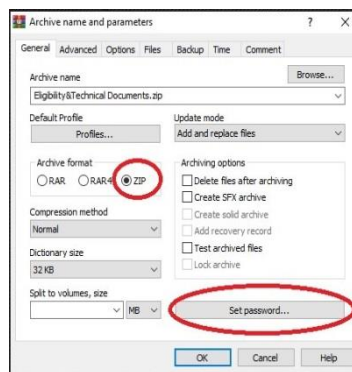 Archive name and parameters
General Advanced Options Files Backup Time Comment
Archive name
Browse...
Eligibility&Technical Documents.zip
Default Profile
Profiles...
Update mode
Add and replace files
Archive format
RAR RAR4 ZIP
Compression method
Normal
Dictionary size
32 KB
Split to volumes, size
MB
Archiving options
Delete files after archiving
Create SFX archive
Create solid archive
Add recovery record
Test archived files
Lock archive
Set password...
OK Cancel Help